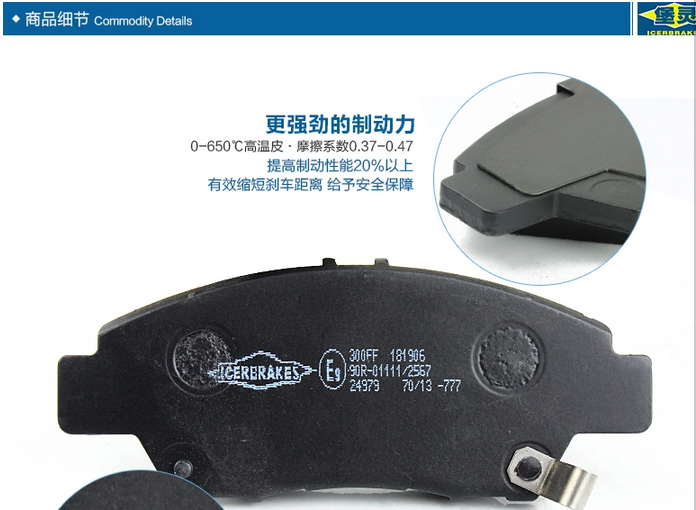 商品细节 Commodity Details
堡灵
ICERBRAKES
更强劲的制动力
0-650℃高温皮·摩擦系数0.37-0.47
提高制动性能20%以上
有效缩短刹车距离 给予安全保障
300FF 181906
ICERBRAKES E9 90R-01111/2567
24979 70/13 -777